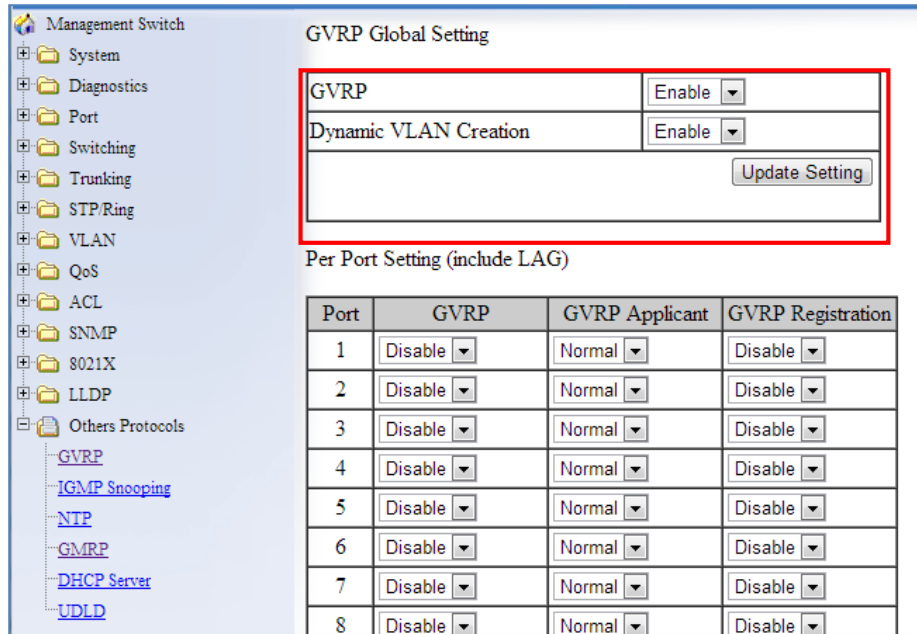 Management Switch
System
Diagnostics
Port
Switching
Trunking
STP/Ring
VLAN
QoS
ACL
SNMP
8021X
LLDP
Others Protocols
GVRP
IGMP Snooping
NTP
GMRP
DHCP Server
UDLD
GVRP Global Setting
GVRP Enable
Dynamic VLAN Creation Enable
Update Setting
Per Port Setting (include LAG)
Port GVRP GVRP Applicant GVRP Registration
1 Disable Normal Disable
2 Disable Normal Disable
3 Disable Normal Disable
4 Disable Normal Disable
5 Disable Normal Disable
6 Disable Normal Disable
7 Disable Normal Disable
8 Disable Normal Disable